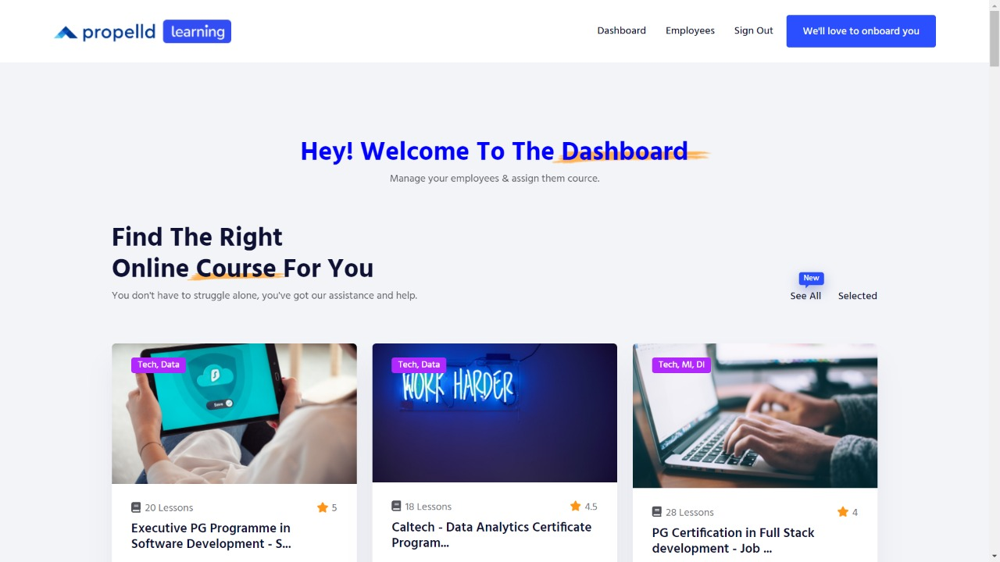 propelld learning
Dashboard Employees Sign Out We'll love to onboard you
Hey! Welcome To The Dashboard
Manage your employees & assign them cource.
Find The Right
Online Course For You
You don't have to struggle alone, you've got our assistance and help.
New
See All Selected
Tech, Data
Save
20 Lessons 5
Executive PG Programme in
Software Development - S...
Tech, Data
WORK HARDER
18 Lessons 4.5
Caltech - Data Analytics Certificate
Program...
Tech, Ml, Dl
28 Lessons 4
PG Certification in Full Stack
development - Job ...